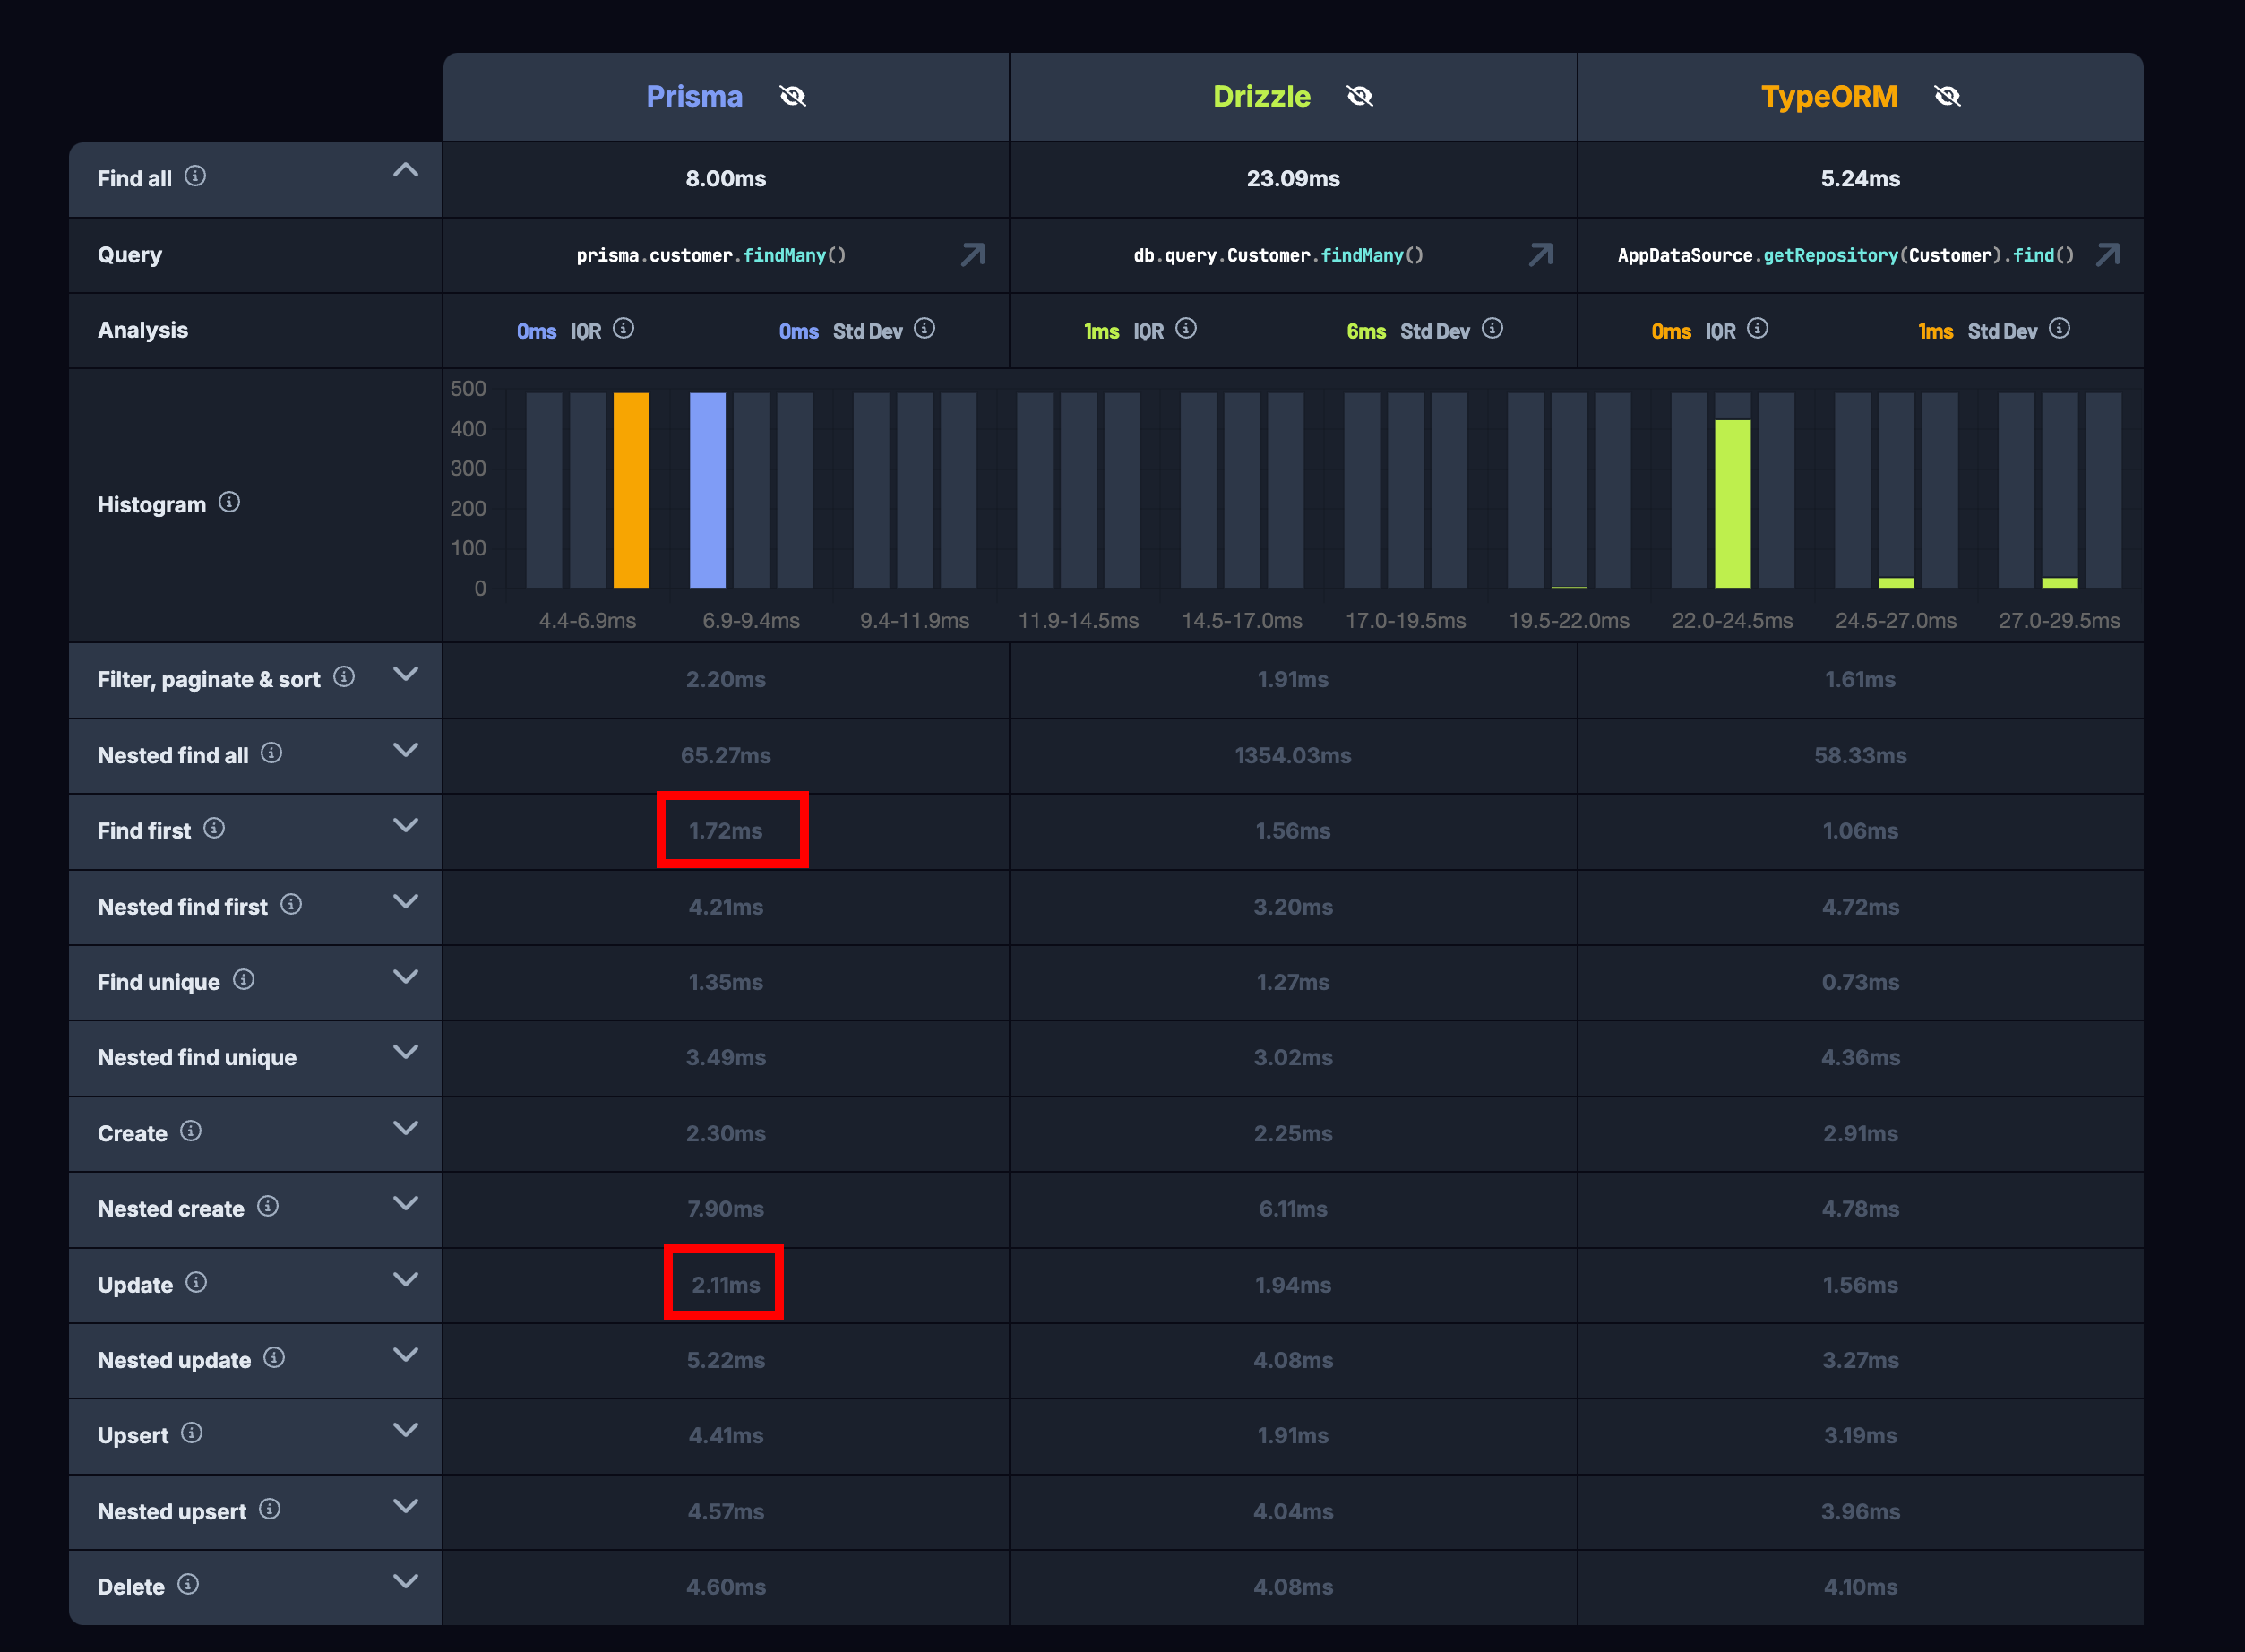 Prisma Drizzle TypeORM
Find all 8.00ms 23.09ms 5.24ms
Query prisma.customer.findMany() db.query.Customer.findMany() AppDataSource.getRepository(Customer).find()
Analysis 0ms IQR 0ms Std Dev 1ms IQR 6ms Std Dev 0ms IQR 1ms Std Dev
Histogram
500
400
300
200
100
0
4.4-6.9ms 6.9-9.4ms 9.4-11.9ms 11.9-14.5ms 14.5-17.0ms 17.0-19.5ms 19.5-22.0ms 22.0-24.5ms 24.5-27.0ms 27.0-29.5ms
Filter, paginate & sort 2.20ms 1.91ms 1.61ms
Nested find all 65.27ms 1354.03ms 58.33ms
Find first 1.72ms 1.56ms 1.06ms
Nested find first 4.21ms 3.20ms 4.72ms
Find unique 1.35ms 1.27ms 0.73ms
Nested find unique 3.49ms 3.02ms 4.36ms
Create 2.30ms 2.25ms 2.91ms
Nested create 7.90ms 6.11ms 4.78ms
Update 2.11ms 1.94ms 1.56ms
Nested update 5.22ms 4.08ms 3.27ms
Upsert 4.41ms 1.91ms 3.19ms
Nested upsert 4.57ms 4.04ms 3.96ms
Delete 4.60ms 4.08ms 4.10ms